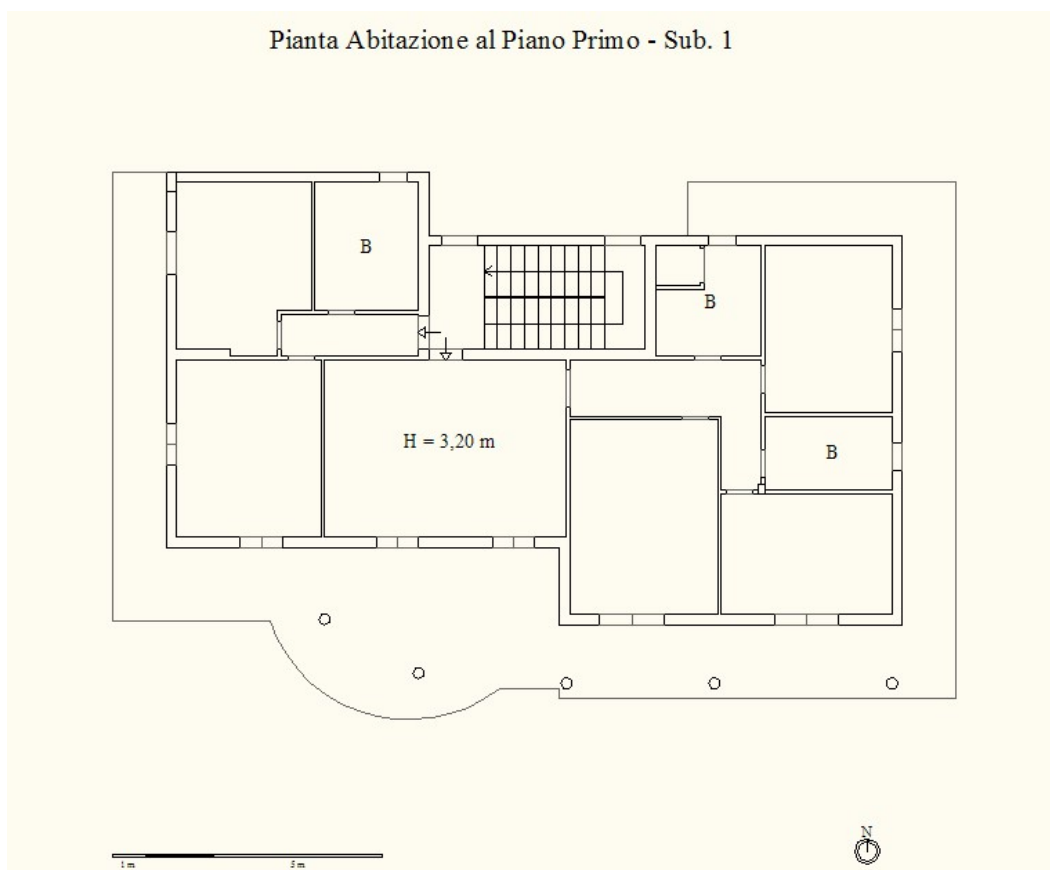 Pianta Abitazione al Piano Primo - Sub. 1
B
B
H = 3,20 m
B
N
1 m
5 m